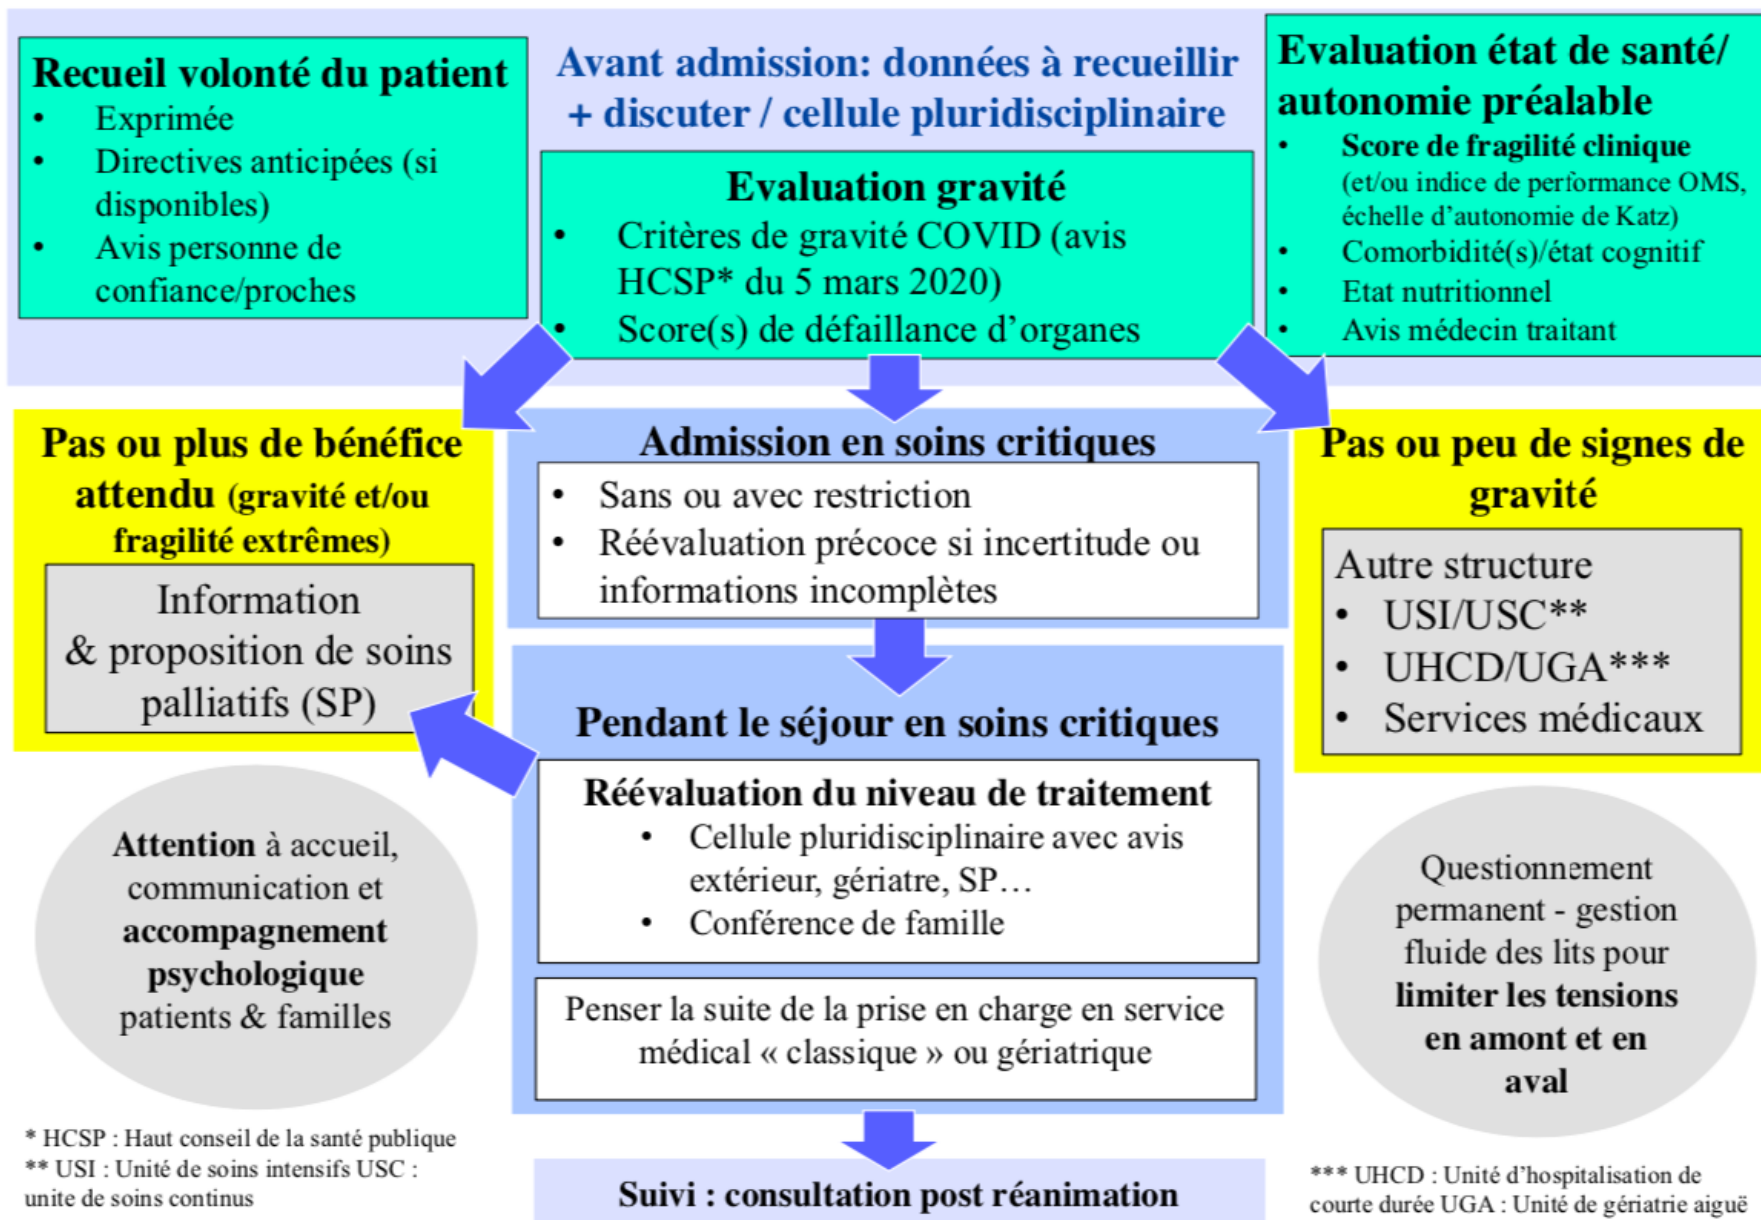 Recueil volonté du patient
• Exprimée
• Directives anticipées (si
disponibles)
• Avis personne de
confiance/proches
Avant admission: données à recueillir
+ discuter / cellule pluridisciplinaire
Evaluation gravité
• Critères de gravité COVID (avis
HCSP* du 5 mars 2020)
• Score(s) de défaillance d'organes
Evaluation état de santé/
autonomie préalable
• Score de fragilité clinique
(et/ou indice de performance OMS,
échelle d'autonomie de Katz)
• Comorbidité(s)/état cognitif
• Etat nutritionnel
• Avis médecin traitant
Pas ou plus de bénéfice
attendu (gravité et/ou
fragilité extrêmes)
Information
& proposition de soins
palliatifs (SP)
Admission en soins critiques
• Sans ou avec restriction
• Réévaluation précoce si incertitude ou
informations incomplètes
Pas ou peu de signes de
gravité
Autre structure
• USI/USC**
• UHCD/UGA***
• Services médicaux
Pendant le séjour en soins critiques
Réévaluation du niveau de traitement
• Cellule pluridisciplinaire avec avis
extérieur, gériatre, SP…
• Conférence de famille
Penser la suite de la prise en charge en service
médical « classique » ou gériatrique
Attention à accueil,
communication et
accompagnement
psychologique
patients & familles
Questionnement
permanent - gestion
fluide des lits pour
limiter les tensions
en amont et en
aval
* HCSP : Haut conseil de la santé publique
** USI : Unité de soins intensifs USC :
unite de soins continus
Suivi : consultation post réanimation
*** UHCD : Unité d'hospitalisation de
courte durée UGA : Unité de gériatrie aiguë